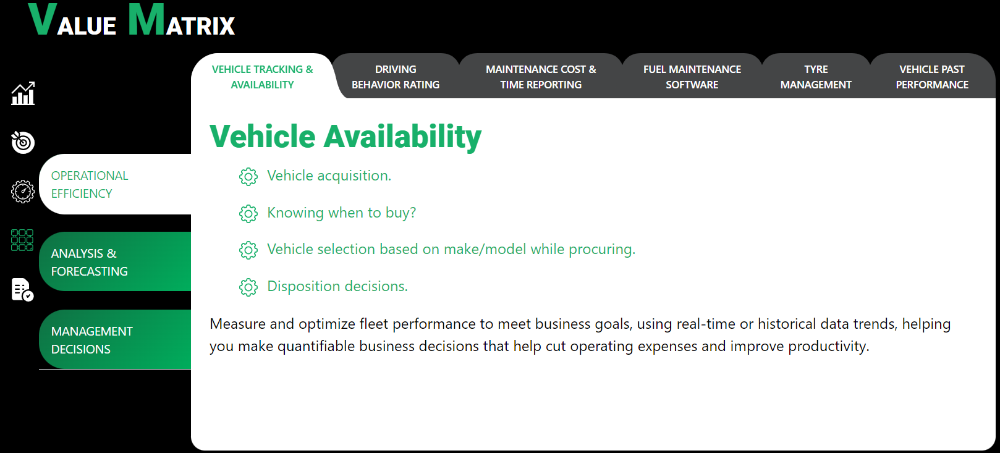 VALUE MATRIX
VEHICLE TRACKING &
AVAILABILITY
DRIVING
BEHAVIOR RATING
MAINTENANCE COST &
TIME REPORTING
FUEL MAINTENANCE
SOFTWARE
TYRE
MANAGEMENT
VEHICLE PAST
PERFORMANCE
OPERATIONAL
EFFICIENCY
ANALYSIS &
FORECASTING
MANAGEMENT
DECISIONS
Vehicle Availability
Vehicle acquisition.
Knowing when to buy?
Vehicle selection based on make/model while procuring.
Disposition decisions.
Measure and optimize fleet performance to meet business goals, using real-time or historical data trends, helping
you make quantifiable business decisions that help cut operating expenses and improve productivity.